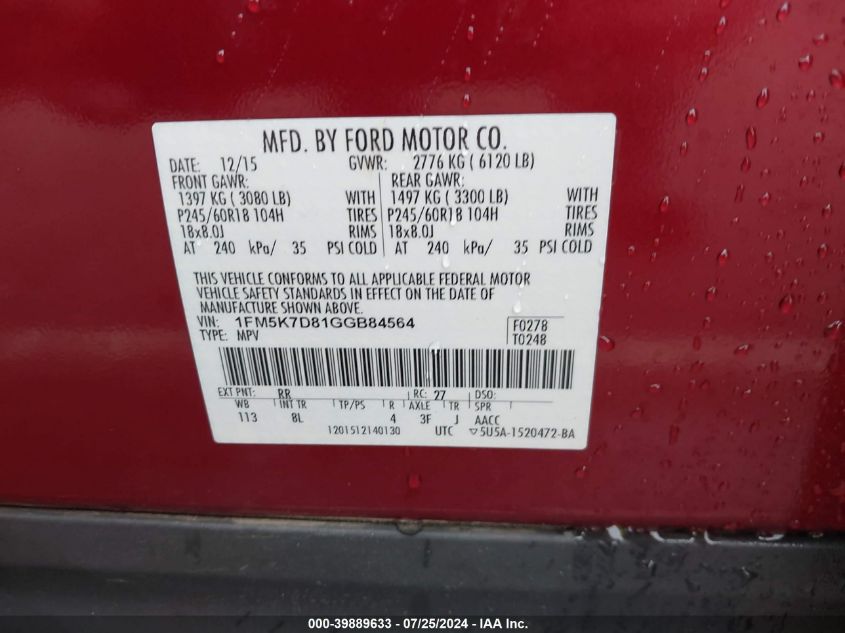 MFD. BY FORD MOTOR CO.
DATE: 12/15 GVWR: 2776 KG ( 6120 LB)
FRONT GAWR: REAR GAWR:
1397 KG ( 3080 LB) WITH 1497 KG ( 3300 LB) WITH
P245/60R18 104H TIRES P245/60R18 104H TIRES
18x8.0J RIMS 18x8.0J RIMS
AT 240 kPa/ 35 PSI COLD AT 240 kPa/ 35 PSI COLD
THIS VEHICLE CONFORMS TO ALL APPLICABLE FEDERAL MOTOR
VEHICLE SAFETY STANDARDS IN EFFECT ON THE DATE OF
MANUFACTURE SHOWN ABOVE.
VIN: 1FM5K7D81GGB84564 F0278
TYPE: MPV T0248
EXT PNT: RR RC: 27 DSO:
WB INT TR TP/PS R AXLE TR SPR
113 8L 4 3F J AACC
1201512140130 UTC ▽5U5A-1520472-BA
000-39889633 / 07/25/2024 - US - IAAI Inc.